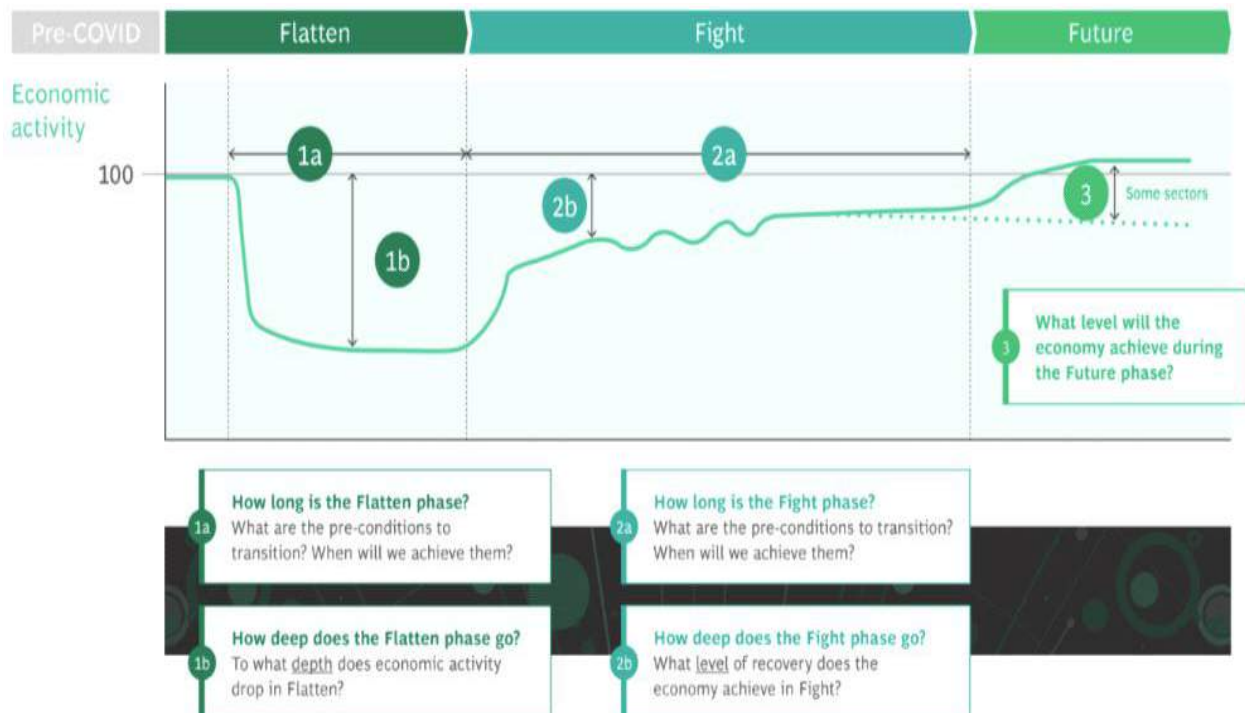 Pre-COVID
Flatten
Fight
Future
Economic
activity
100
1a
1b
2a
2b
3
Some sectors
3
What level will the
economy achieve during
the Future phase?
1a
How long is the Flatten phase?
What are the pre-conditions to
transition? When will we achieve them?
2a
How long is the Fight phase?
What are the pre-conditions to transition?
When will we achieve them?
1b
How deep does the Flatten phase go?
To what depth does economic activity
drop in Flatten?
2b
How deep does the Fight phase go?
What level of recovery does the
economy achieve in Fight?